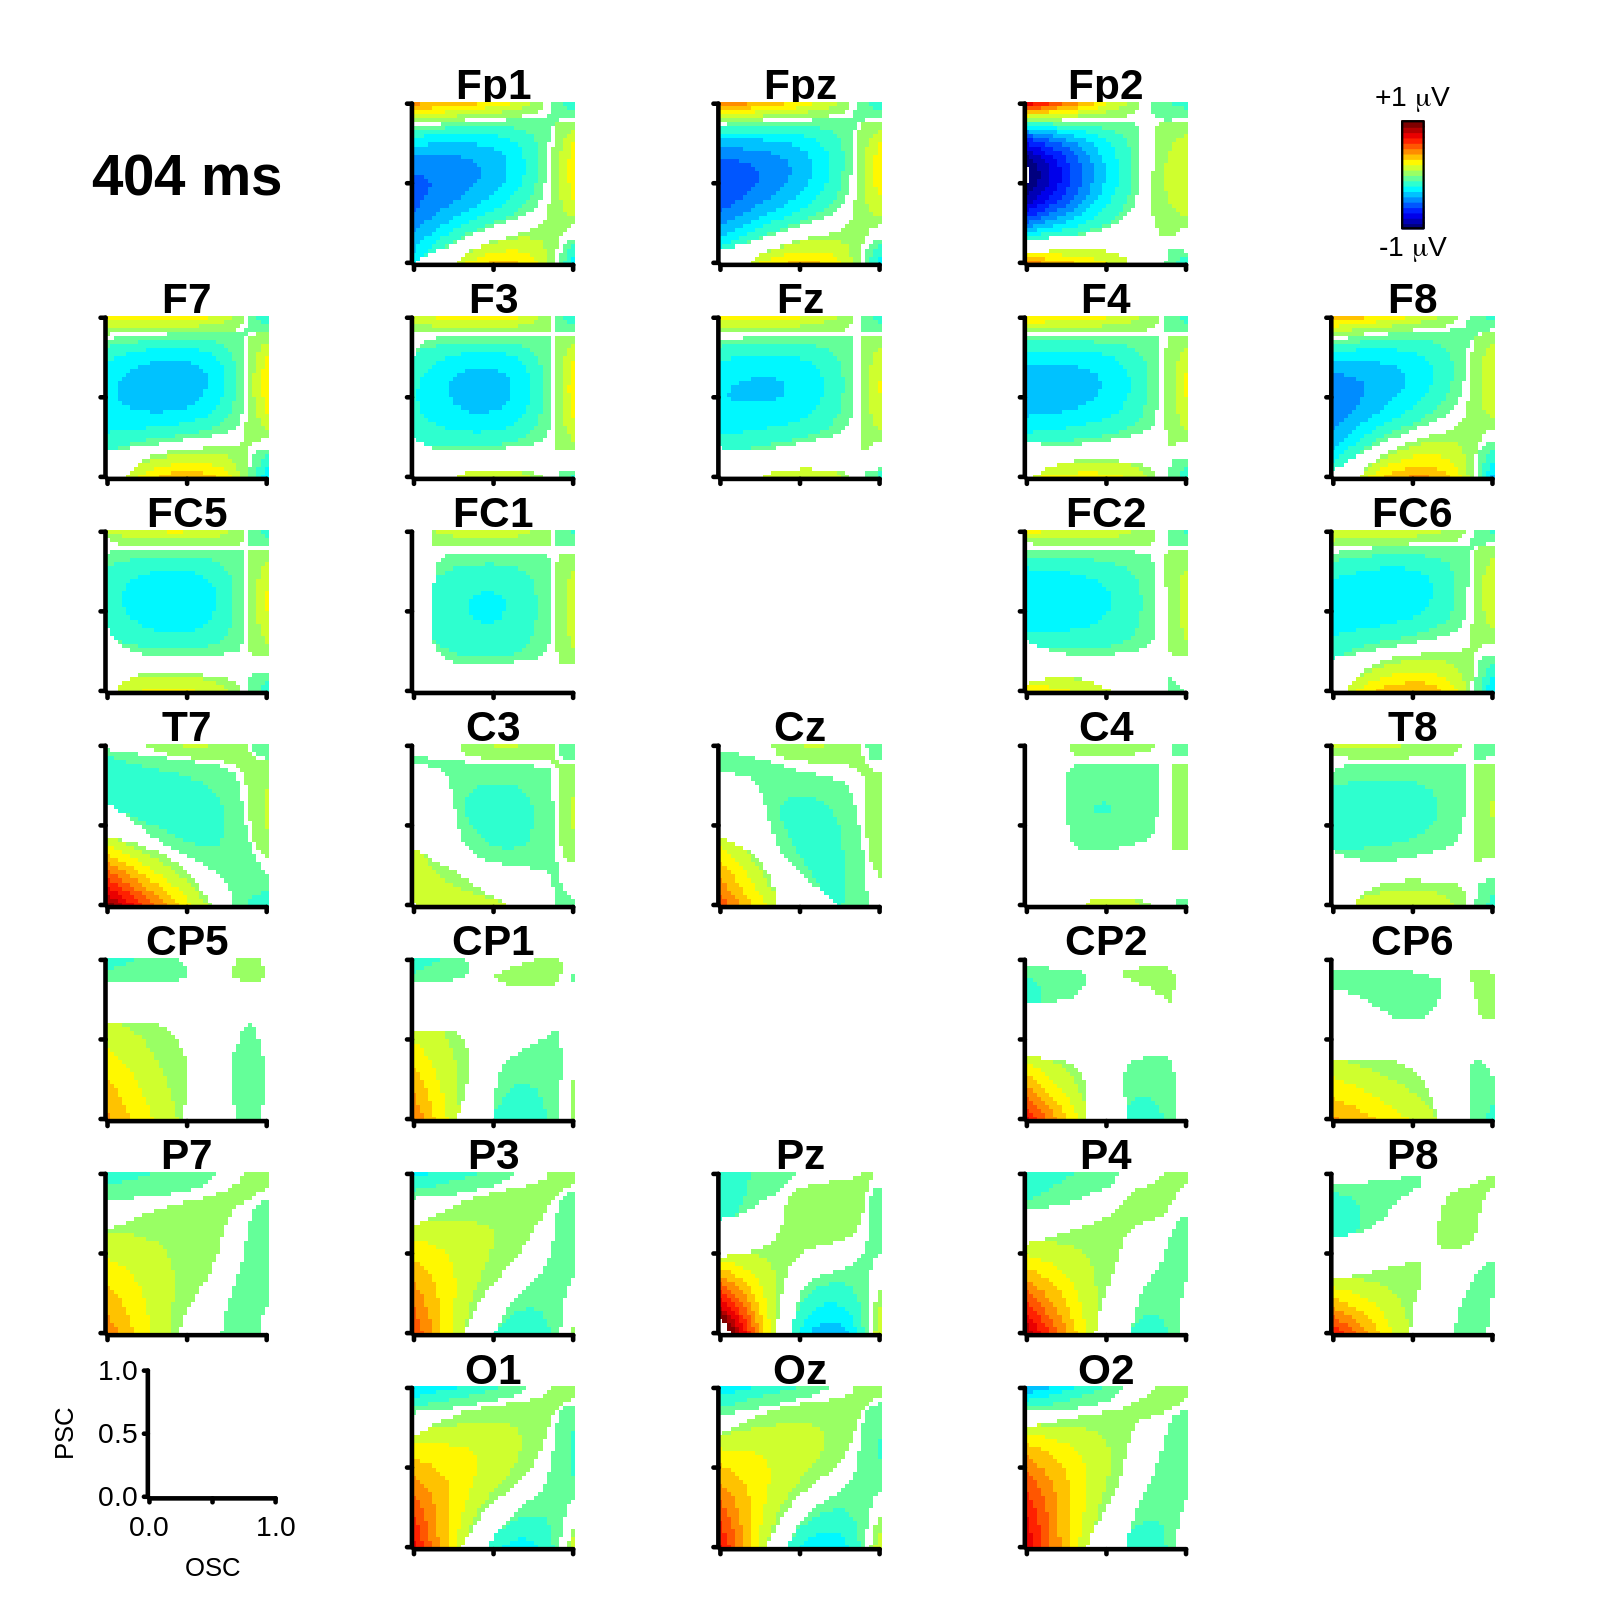 Fp1 Fpz Fp2
+1 μV
404 ms
-1 μV
F7 F3 Fz F4 F8
FC5 FC1 FC2 FC6
T7 C3 Cz C4 T8
CP5 CP1 CP2 CP6
P7 P3 Pz P4 P8
O1 Oz O2
1.0
PSC
0.5
0.0
0.0 1.0
OSC